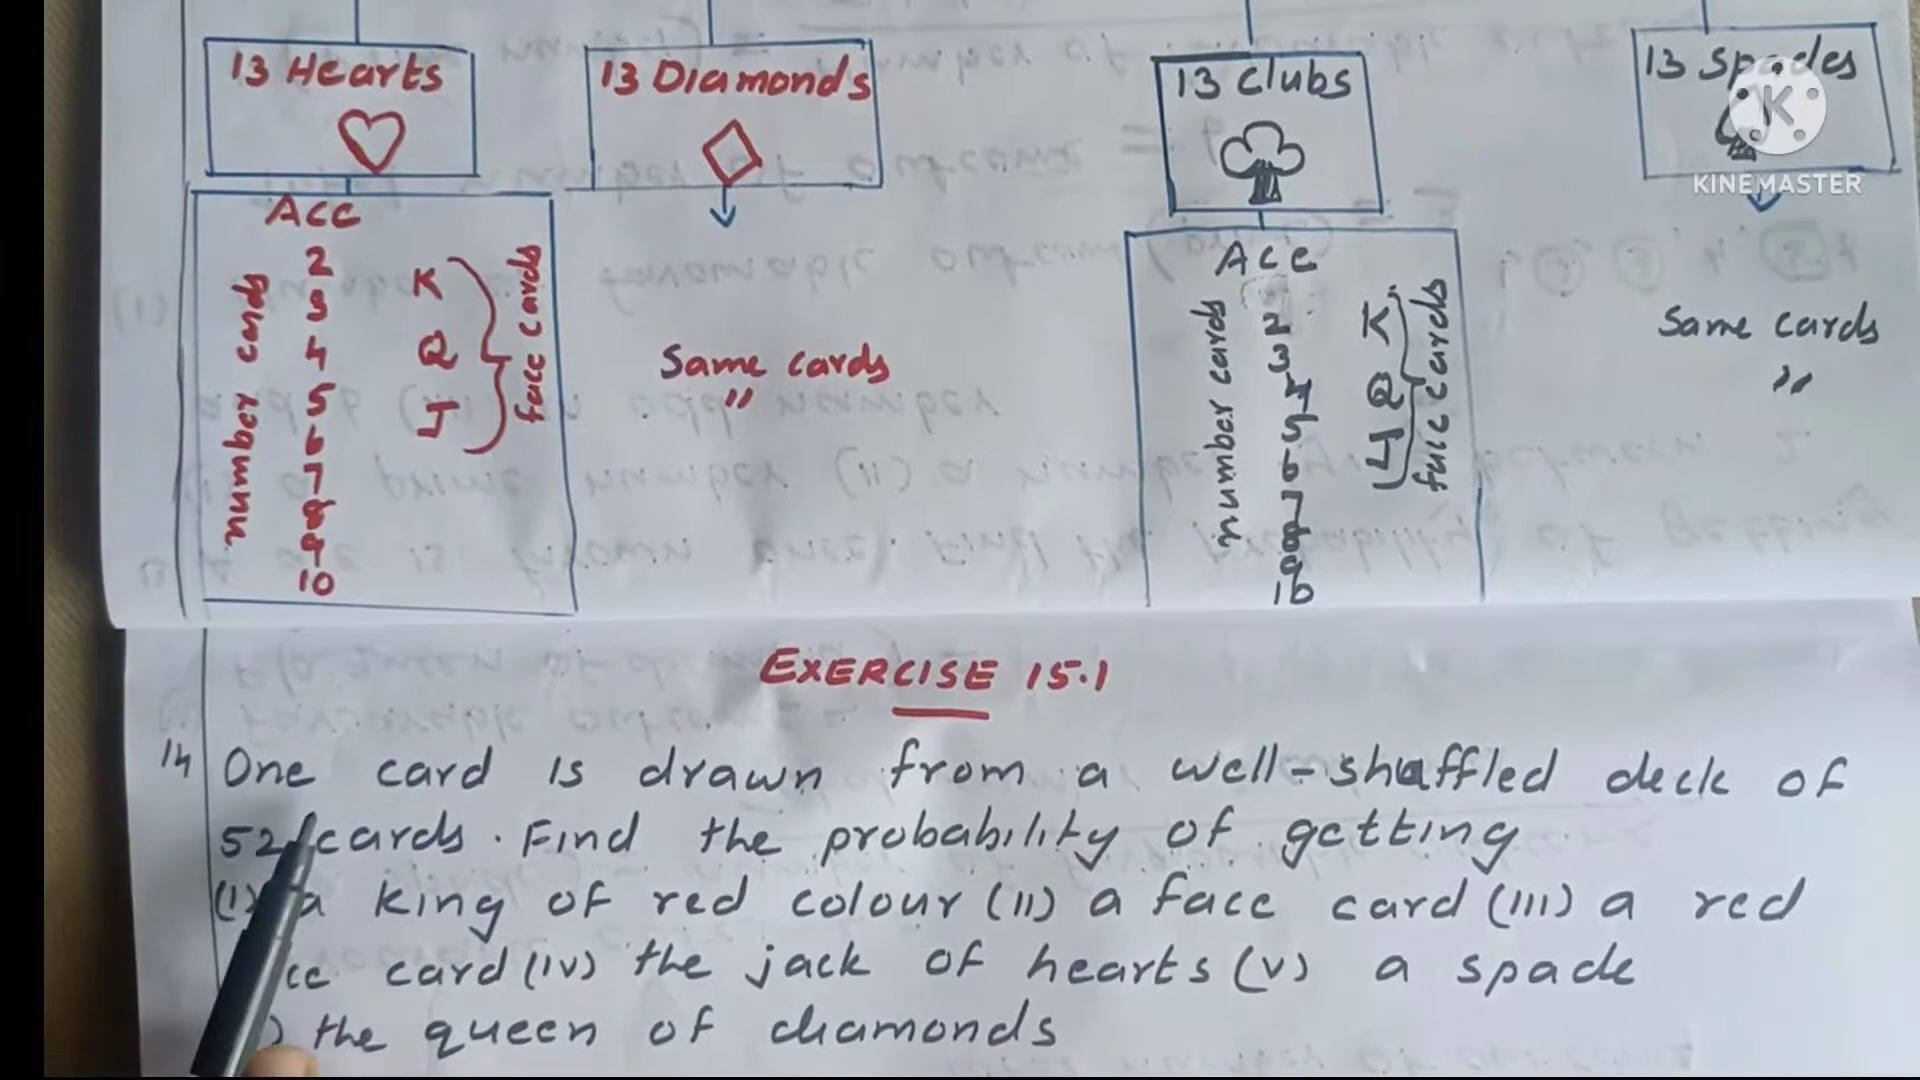 13 Hearts
13 Diamonds
13 Clubs
13 Spades
K
KINEMASTER
Ace
2
3
4
5
6
7
8
9
10
number cards
K
Q
J
face cards
Same cards
"
Ace
2
3
4
5
6
7
8
9
10
number cards
K
Q
J
face cards
Same cards
"
EXERCISE 15.1
14 One card is drawn from a well-shuffled deck of
52 cards. Find the probability of getting
(i) a king of red colour (ii) a face card (iii) a red
card (iv) the jack of hearts (v) a spade
the queen of diamonds